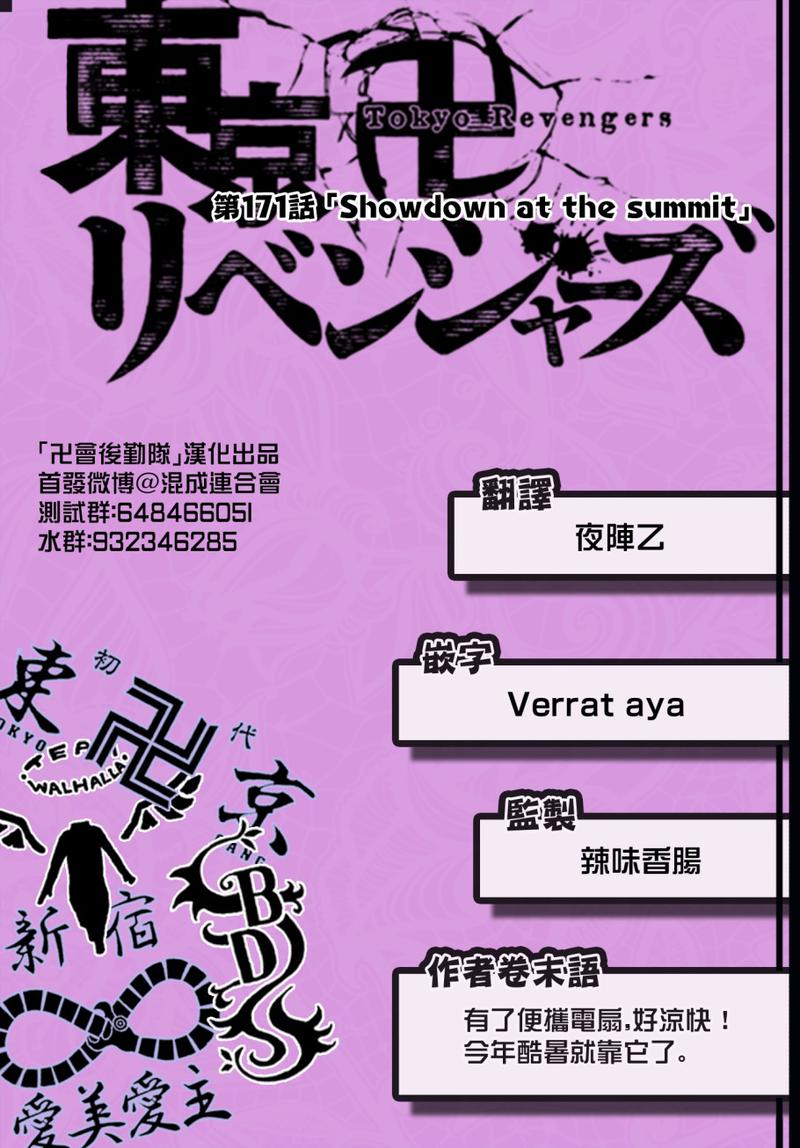 東京卍
Tokyo Revengers
第171話「Showdown at the summit」
リベンジャーズ
「卍會後勤隊」漢化出品
首發微博@混成連合會
測試群:648466051
水群:932346285
翻譯
夜陣乙
嵌字
Verrat aya
監製
辣味香腸
作者卷末語
有了便攜電扇,好涼快！
今年酷暑就靠它了。
東
初
卍
代
京
WALHALLA
新宿
BDS
愛美愛主